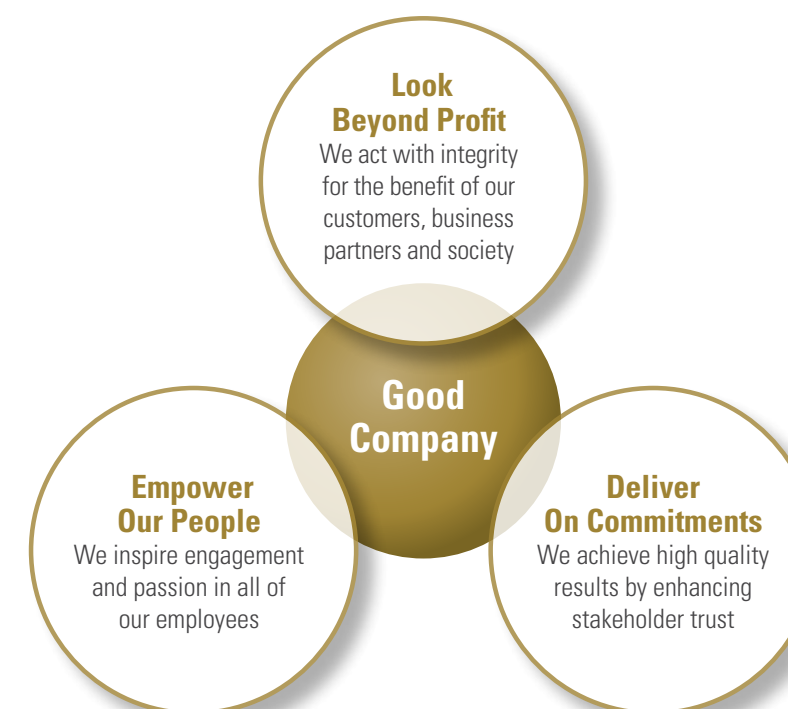 Look
Beyond Profit
We act with integrity
for the benefit of our
customers, business
partners and society
Good
Company
Empower
Our People
We inspire engagement
and passion in all of
our employees
Deliver
On Commitments
We achieve high quality
results by enhancing
stakeholder trust